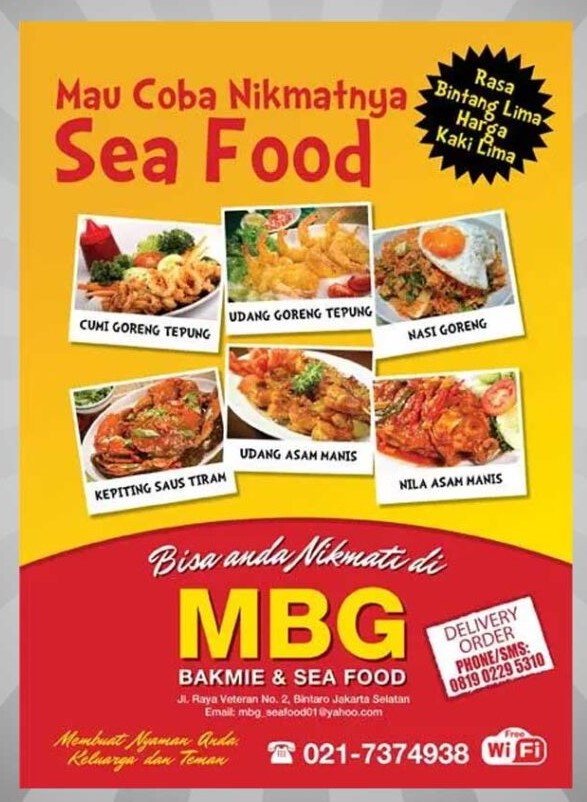 Mau Coba Nikmatnya
Sea Food
Rasa
Bintang Lima
Harga
Kaki Lima
CUMI GORENG TEPUNG
UDANG GORENG TEPUNG
NASI GORENG
KEPITING SAUS TIRAM
UDANG ASAM MANIS
NILA ASAM MANIS
Bisa anda Nikmati di
MBG
BAKMIE & SEA FOOD
Jl. Raya Veteran No. 2, Bintaro Jakarta Selatan
Email: mbg_seafood01@yahoo.com
DELIVERY
ORDER
PHONE/SMS:
0819 0229 5310
Membuat Nyaman Anda,
Keluarga dan Teman
021-7374938
Free
WiFi